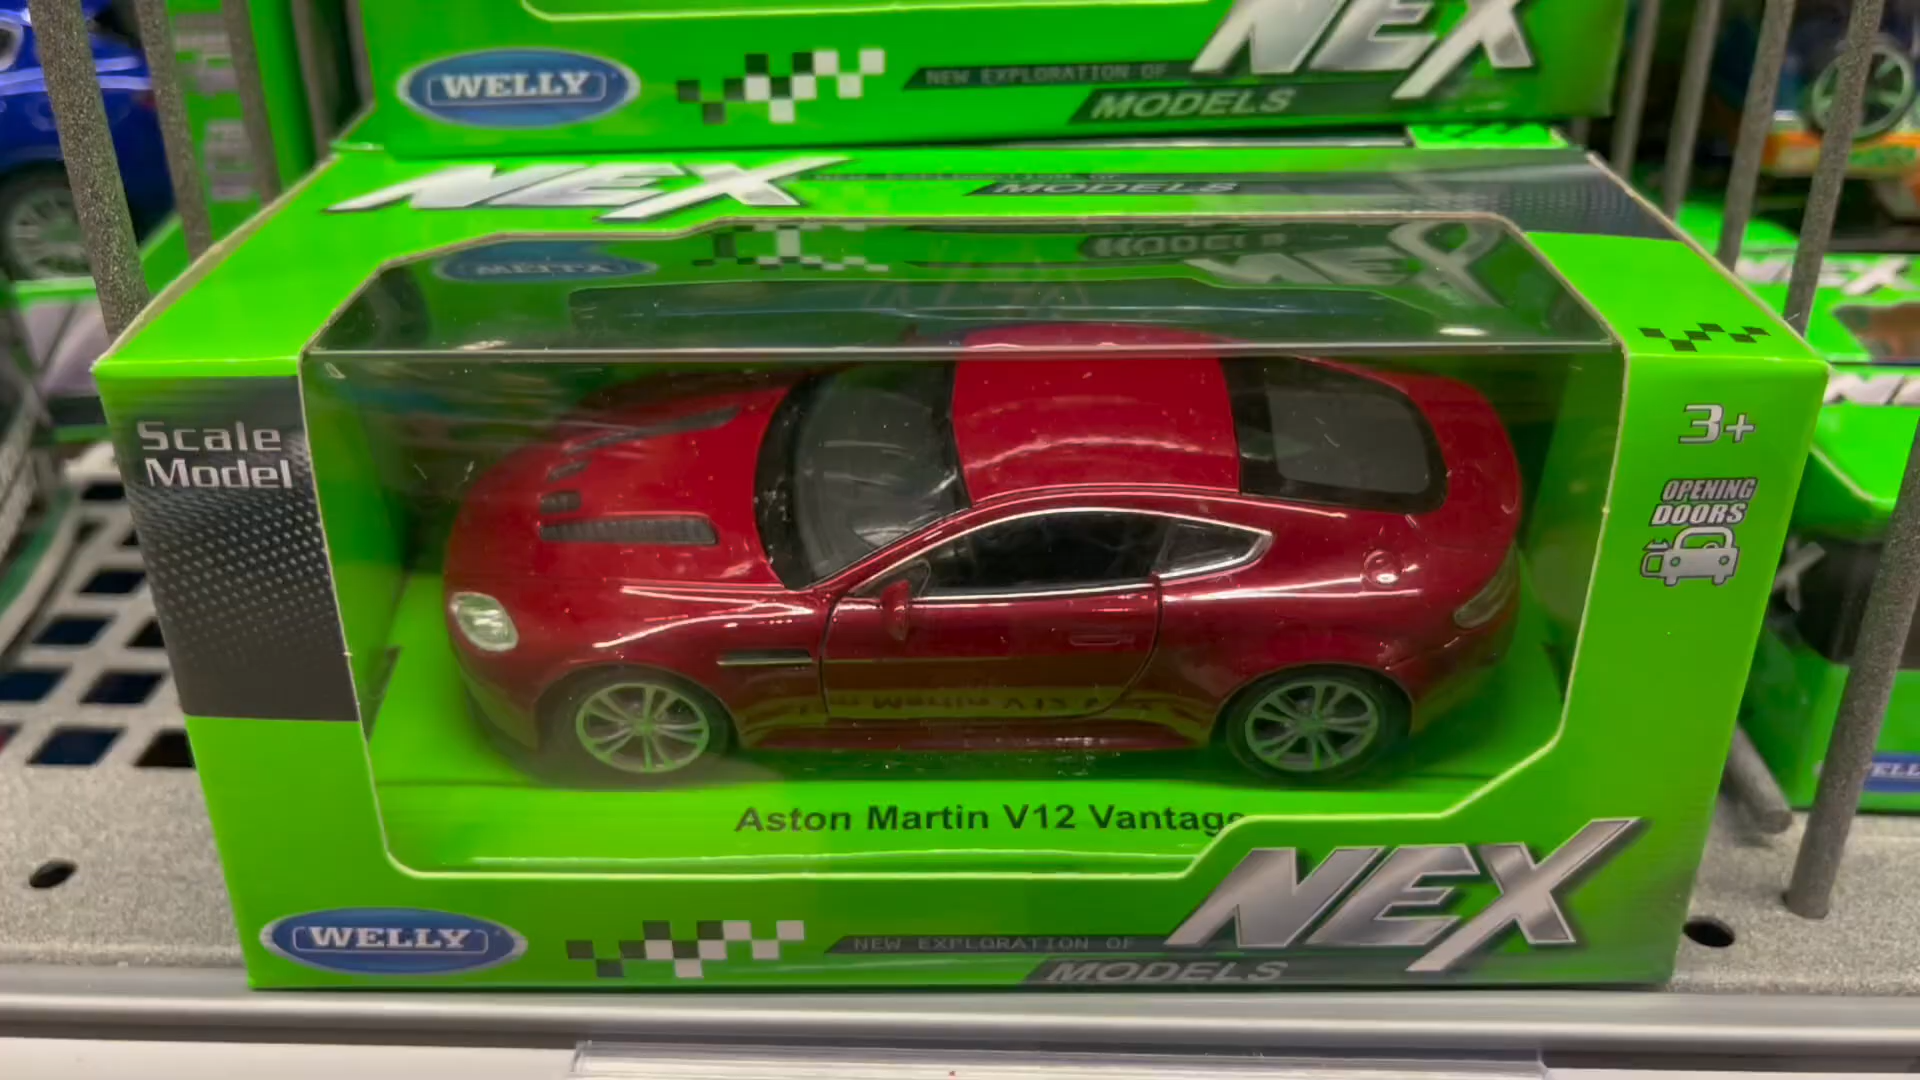 WELLY
NEW EXPLORATION OF
NEX
MODELS
NEX
MODELS
Scale
Model
3+
OPENING
DOORS
Aston Martin V12 Vantage
WELLY
NEW EXPLORATION OF
NEX
MODELS